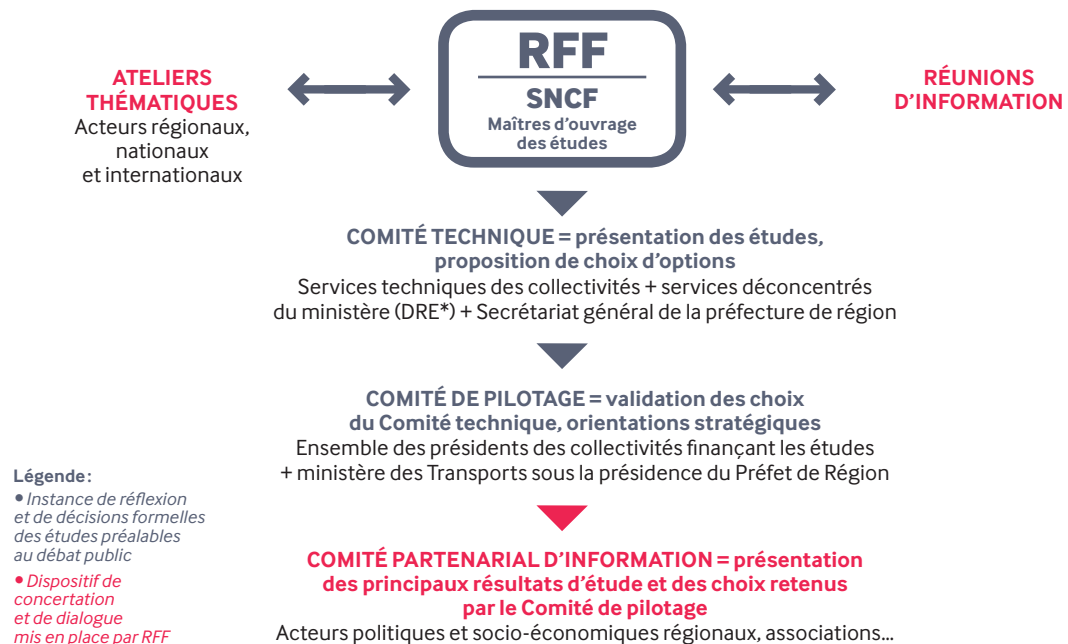 RFF
SNCF
Maîtres d'ouvrage
des études
ATELIERS
THÉMATIQUES
Acteurs régionaux,
nationaux
et internationaux
RÉUNIONS
D'INFORMATION
COMITÉ TECHNIQUE = présentation des études,
proposition de choix d'options
Services techniques des collectivités + services déconcentrés
du ministère (DRE*) + Secrétariat général de la préfecture de région
COMITÉ DE PILOTAGE = validation des choix
du Comité technique, orientations stratégiques
Ensemble des présidents des collectivités finançant les études
+ ministère des Transports sous la présidence du Préfet de Région
COMITÉ PARTENARIAL D'INFORMATION = présentation
des principaux résultats d'étude et des choix retenus
par le Comité de pilotage
Acteurs politiques et socio-économiques régionaux, associations...
Légende :
• Instance de réflexion
et de décisions formelles
des études préalables
au débat public
• Dispositif de
concertation
et de dialogue
mis en place par RFF